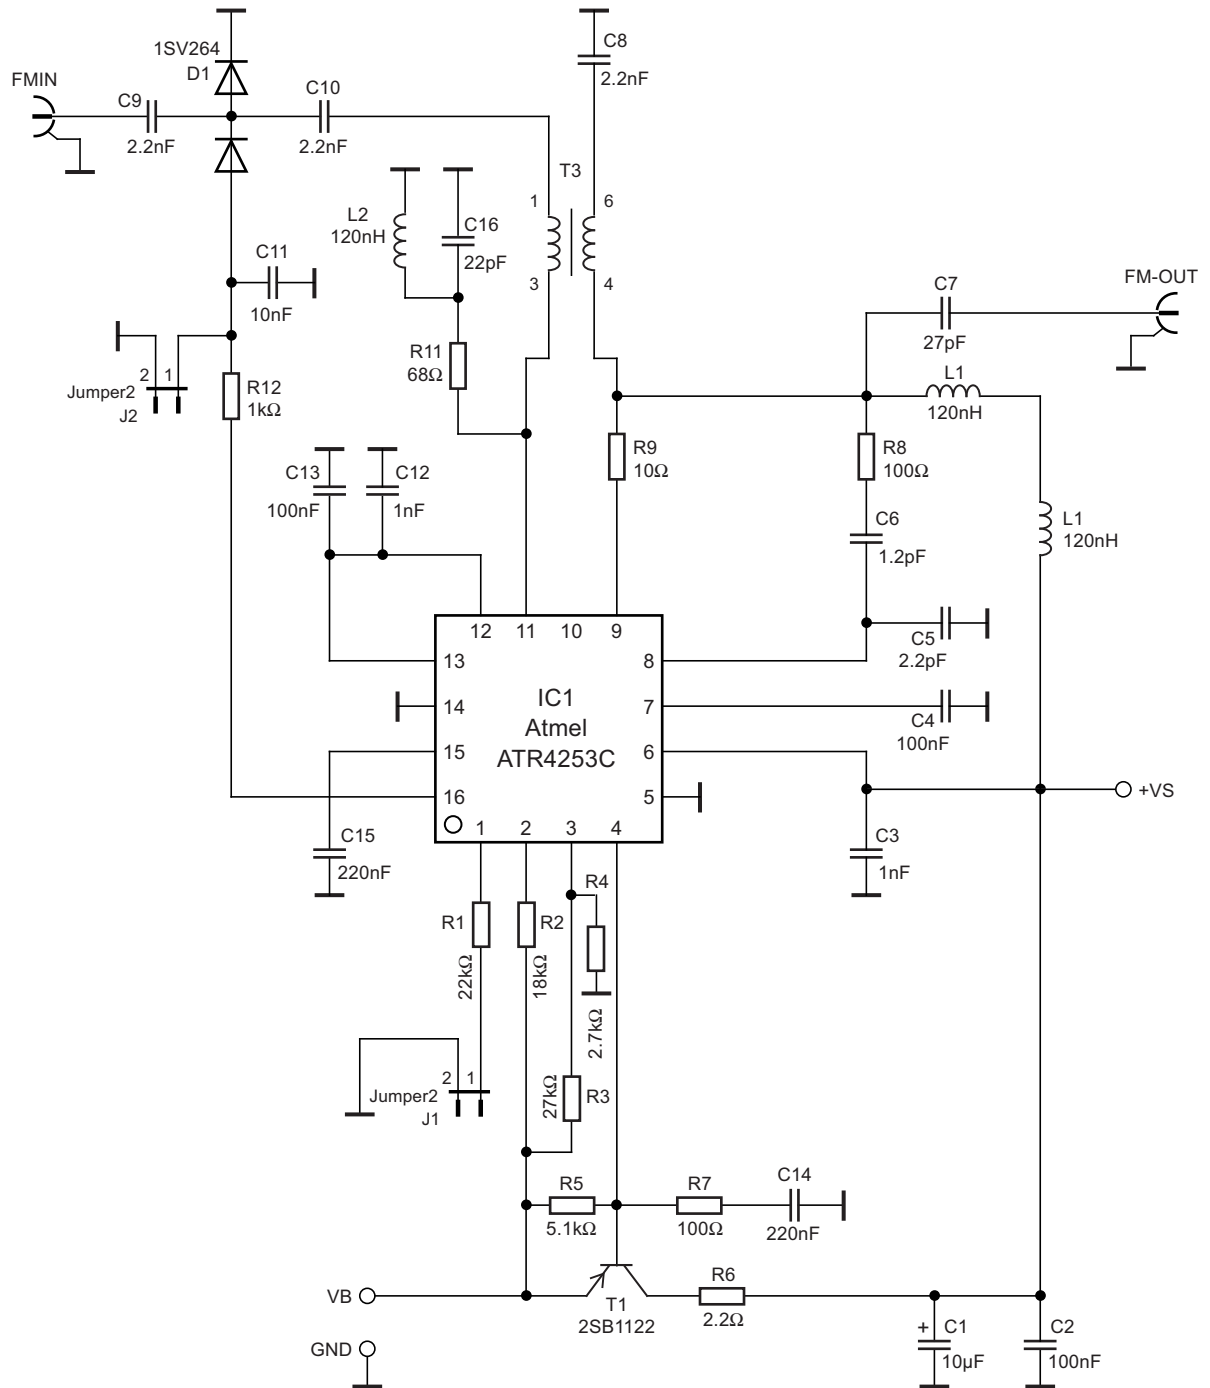 C8
2.2nF
1SV264
D1
FMIN
C9
2.2nF
C10
2.2nF
T3
1
6
3
4
L2
120nH
C16
22pF
C11
10nF
R11
68Ω
2 1
Jumper2
J2
R12
1kΩ
C7
27pF
FM-OUT
L1
120nH
R9
10Ω
R8
100Ω
C13
100nF
C12
1nF
C6
1.2pF
L1
120nH
C5
2.2pF
C4
100nF
12 11 10 9
13
14
15
16
8
7
6
5
IC1
Atmel
ATR4253C
1 2 3 4
+VS
C15
220nF
C3
1nF
R1
22kΩ
R2
18kΩ
R4
2.7kΩ
27kΩ
R3
2 1
Jumper2
J1
R5
5.1kΩ
R7
100Ω
C14
220nF
VB
T1
2SB1122
R6
2.2Ω
GND
+
C1
10µF
C2
100nF